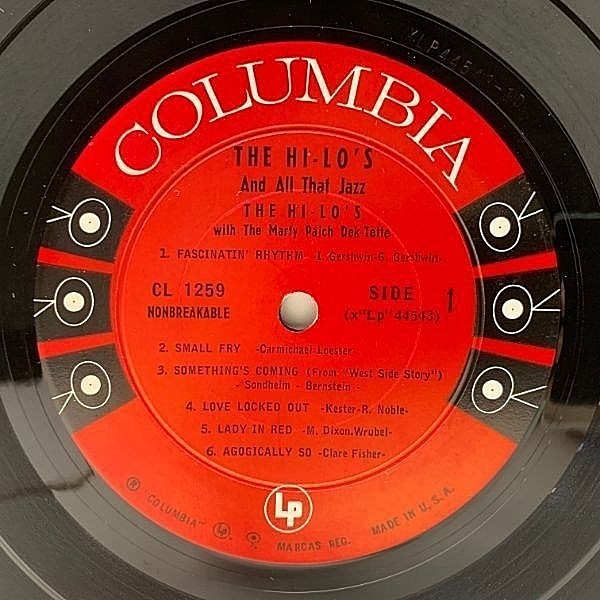 XLP44543-1D
COLUMBIA
THE HI-LO'S
And All That Jazz
THE HI-LO'S
with The Marty Paich Dek-Tette
1. FASCINATIN' RHYTHM -I. Gershwin-G. Gershwin-
CL 1259
NONBREAKABLE
SIDE 1
(x"Lp"44543)
2. SMALL FRY -Carmichael-Loesser-
3. SOMETHING'S COMING (From "West Side Story")
- Sondheim - Bernstein -
4. LOVE LOCKED OUT -Kester-R. Noble-
5. LADY IN RED -M. Dixon.Wrubel-
6. AGOGICALLY SO -Clare Fisher-
Lp
® "COLUMBIA" MARCAS REG. MADE IN U.S.A.